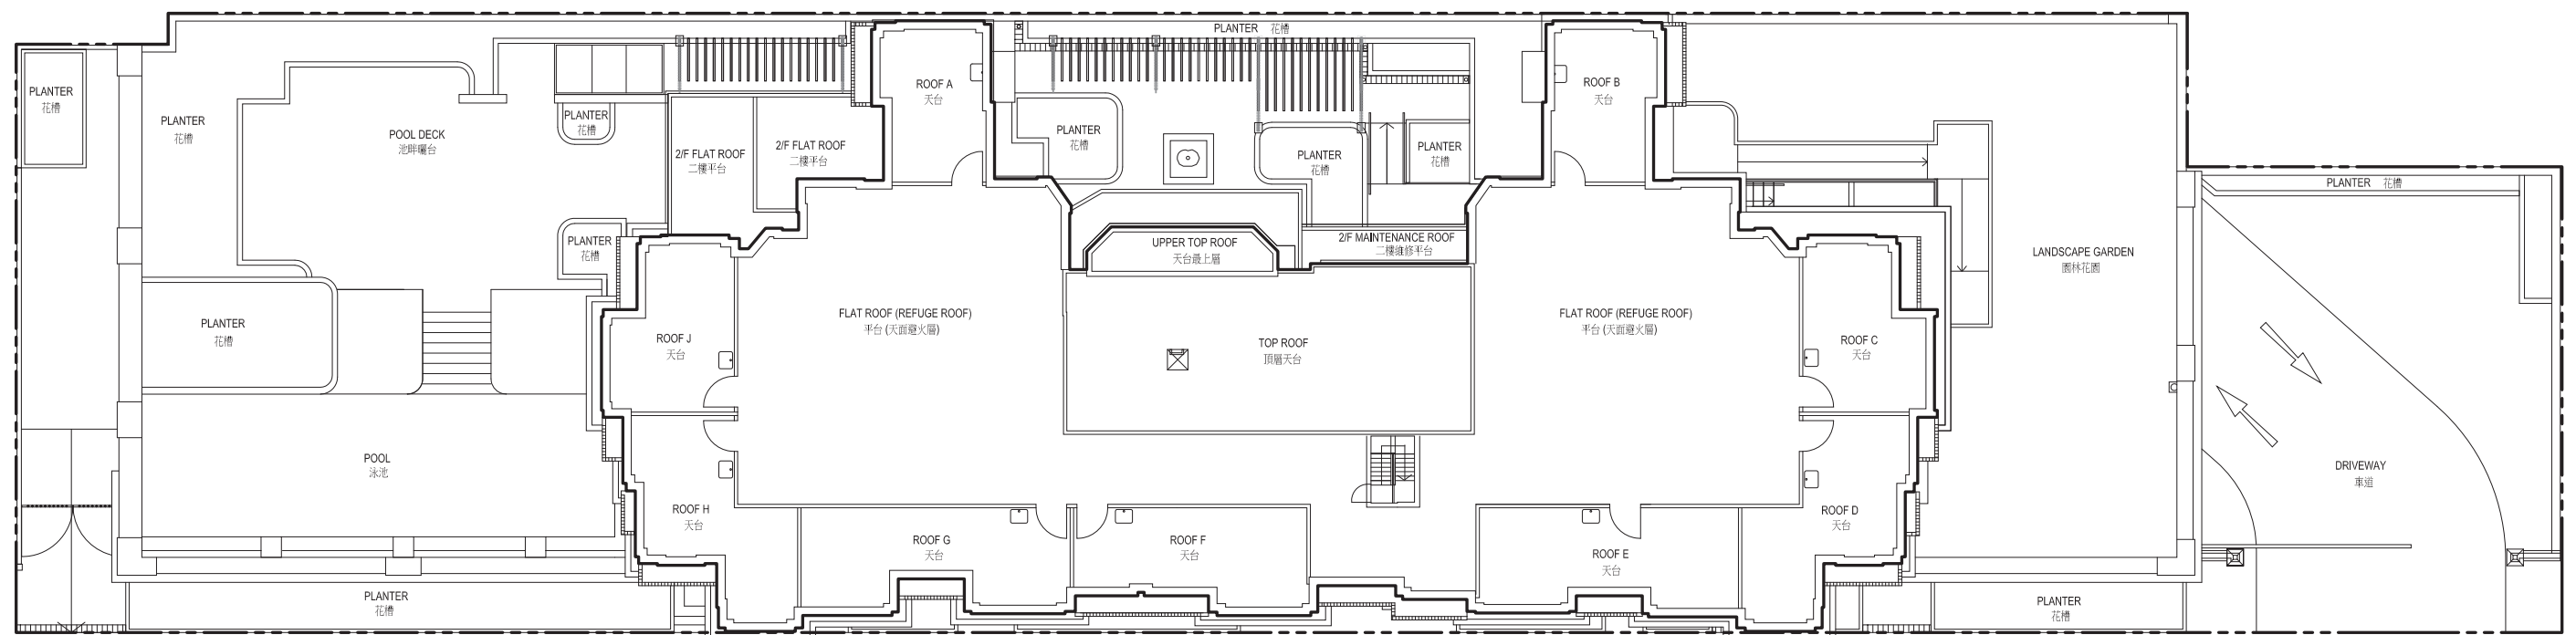 PLANTER 花槽
PLANTER
花槽
PLANTER
花槽
POOL DECK
池畔曬台
PLANTER
花槽
2/F FLAT ROOF
二樓平台
2/F FLAT ROOF
二樓平台
ROOF A
天台
PLANTER
花槽
PLANTER
花槽
PLANTER
花槽
ROOF B
天台
PLANTER 花槽
PLANTER
花槽
UPPER TOP ROOF
天台最上層
2/F MAINTENANCE ROOF
二樓維修平台
LANDSCAPE GARDEN
園林花園
PLANTER
花槽
ROOF J
天台
FLAT ROOF (REFUGE ROOF)
平台 (天面避火層)
TOP ROOF
頂層天台
FLAT ROOF (REFUGE ROOF)
平台 (天面避火層)
ROOF C
天台
POOL
泳池
DRIVEWAY
車道
ROOF H
天台
ROOF G
天台
ROOF F
天台
ROOF E
天台
ROOF D
天台
PLANTER
花槽
PLANTER
花槽